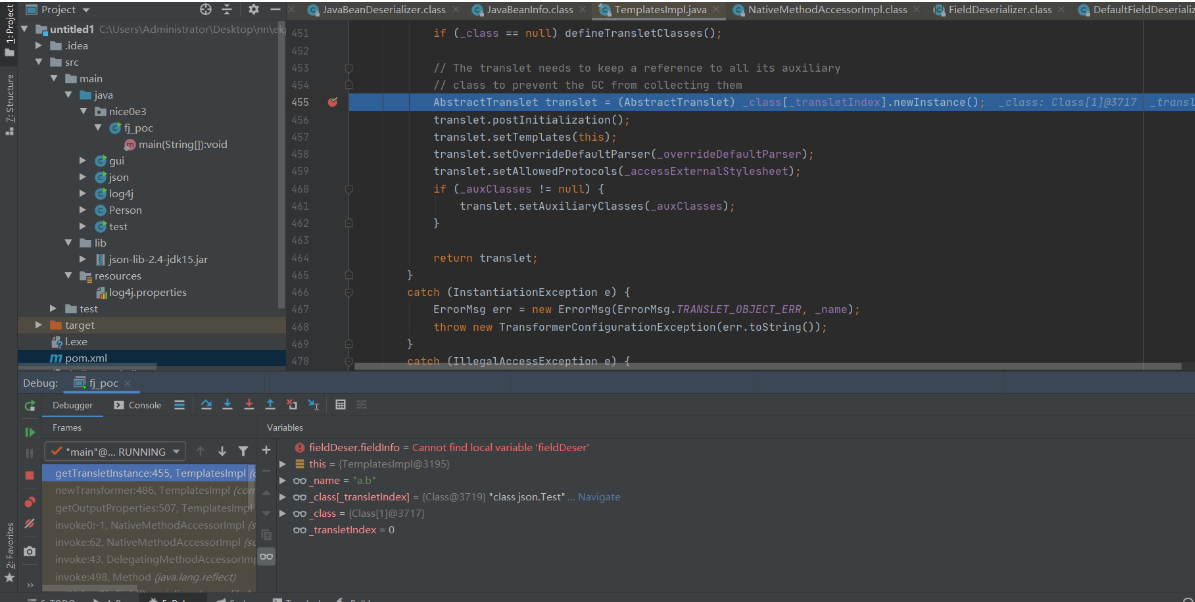 Project
JavaBeanDeserializer.class
JavaBeanInfo.class
TemplatesImpl.java
NativeMethodAccessorImpl.class
FieldDeserializer.class
DefaultFieldDeserializ
1: Project
Z: Structure
2: Favorites
untitled1 C:\Users\Administrator\Desktop\nn\ek
.idea
src
main
java
nice0e3
fj_poc
main(String[]):void
gui
json
log4j
Person
test
lib
json-lib-2.4-jdk15.jar
resources
log4j.properties
test
target
l.exe
pom.xml
451 if (_class == null) defineTransletClasses();
452
453 // The translet needs to keep a reference to all its auxiliary
454 // class to prevent the GC from collecting them
455 AbstractTranslet translet = (AbstractTranslet) _class[_transletIndex].newInstance(); _class: Class[1]@3717 _transl
456 translet.postInitialization();
457 translet.setTemplates(this);
458 translet.setOverrideDefaultParser(_overrideDefaultParser);
459 translet.setAllowedProtocols(_accessExternalStylesheet);
460 if (_auxClasses != null) {
461 translet.setAuxiliaryClasses(_auxClasses);
462 }
463
464 return translet;
465 }
466 catch (InstantiationException e) {
467 ErrorMsg err = new ErrorMsg(ErrorMsg.TRANSLET_OBJECT_ERR, _name);
468 throw new TransformerConfigurationException(err.toString());
469 }
470 catch (IllegalAccessException e) {
Debug: fj_poc
Debugger Console
Frames
Variables
"main"@... RUNNING
getTransletInstance:455, TemplatesImpl (c
newTransformer:486, TemplatesImpl (com
getOutputProperties:507, TemplatesImpl
invoke0:-1, NativeMethodAccessorImpl (s
invoke:62, NativeMethodAccessorImpl (su
invoke:43, DelegatingMethodAccessorImp
invoke:498, Method (java.lang.reflect)
fieldDeser.fieldInfo = Cannot find local variable 'fieldDeser'
this = {TemplatesImpl@3195}
_name = "a.b"
_class[_transletIndex] = {Class@3719} "class json.Test" ... Navigate
_class = {Class[1]@3717}
_transletIndex = 0